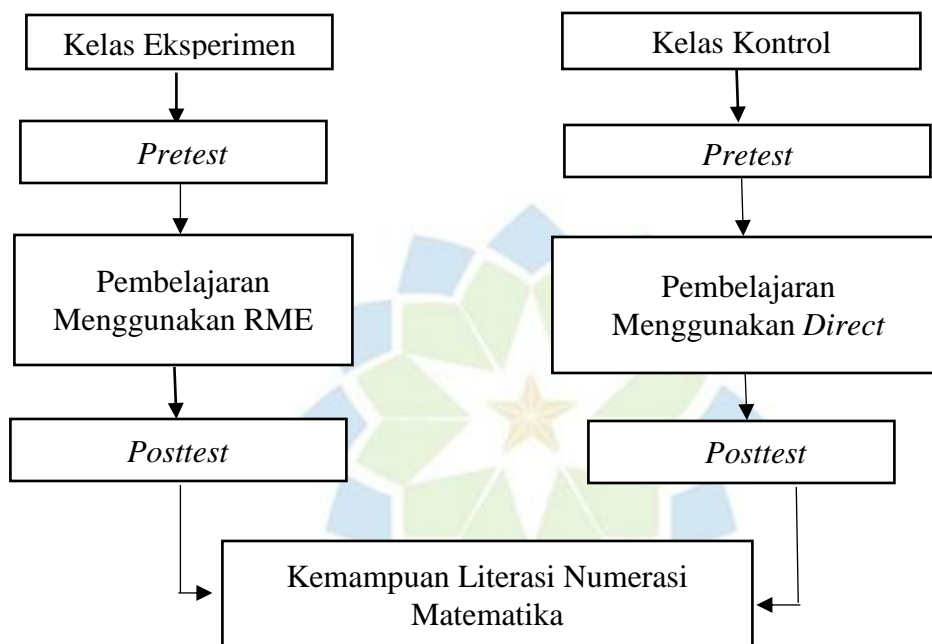 Kelas Eksperimen
Kelas Kontrol
Pretest
Pretest
Pembelajaran
Menggunakan RME
Pembelajaran
Menggunakan Direct
Posttest
Posttest
Kemampuan Literasi Numerasi
Matematika